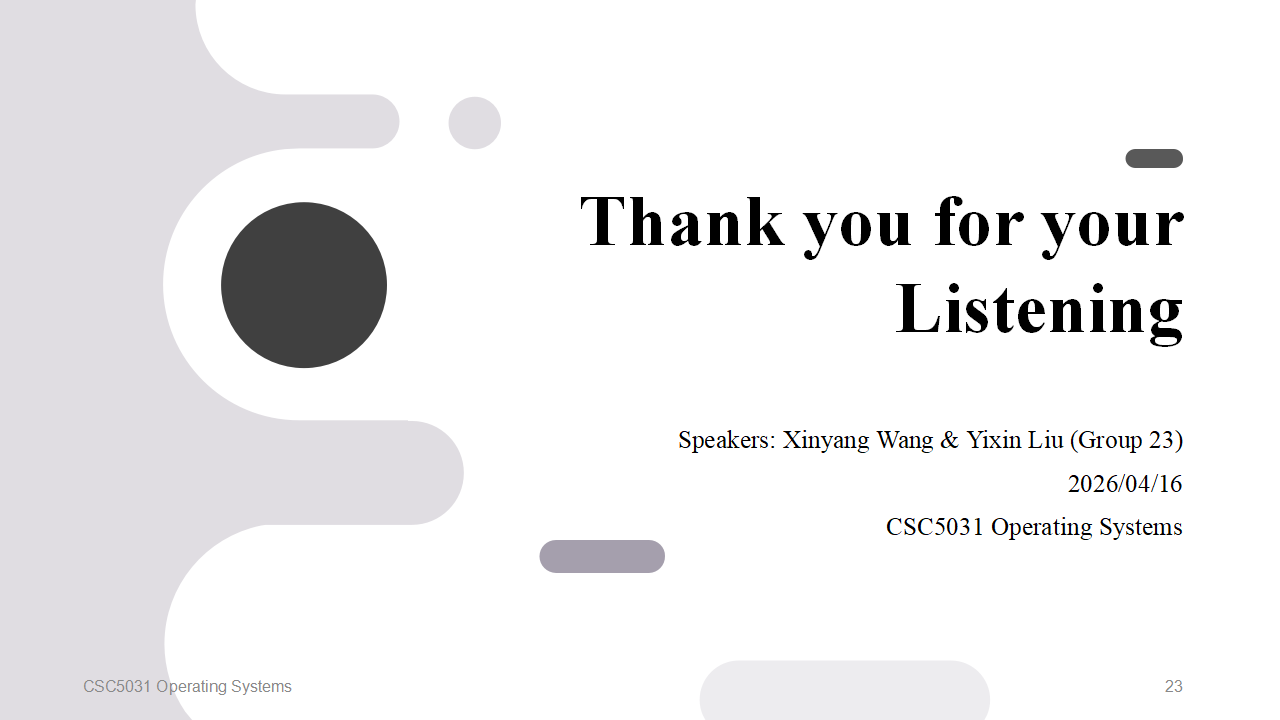 Thank you for your
Listening
Speakers: Xinyang Wang & Yixin Liu (Group 23)
2026/04/16
CSC5031 Operating Systems
CSC5031 Operating Systems
23